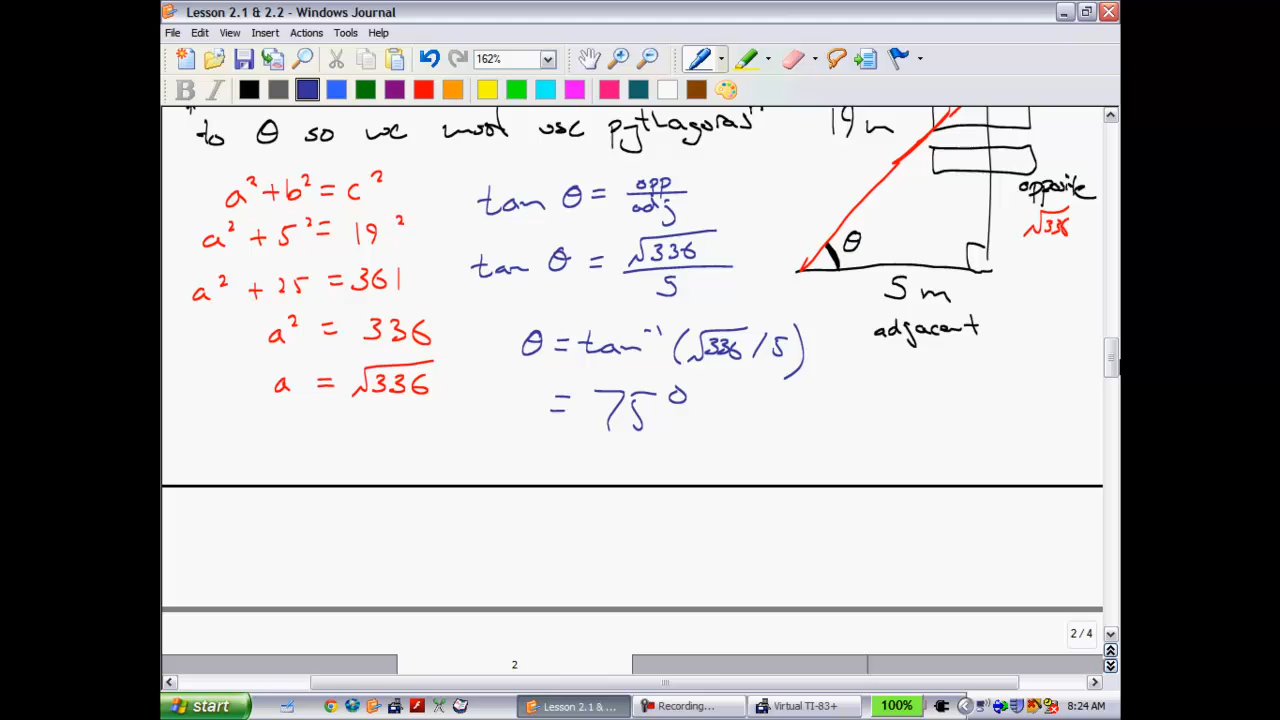 Lesson 2.1 & 2.2 - Windows Journal
File Edit View Insert Actions Tools Help
162%
B I
to θ so we must use pythagoras"
19 m
a² + b² = c²
a² + 5² = 19²
a² + 25 = 361
a² = 336
a = √336
tan θ = opp/adj
tan θ = √336/5
θ = tan⁻¹ (√336 / 5)
= 75°
opposite
√336
θ
5 m
adjacent
2 / 4
2
start
Lesson 2.1 & ...
Recording...
Virtual TI-83+
100%
8:24 AM